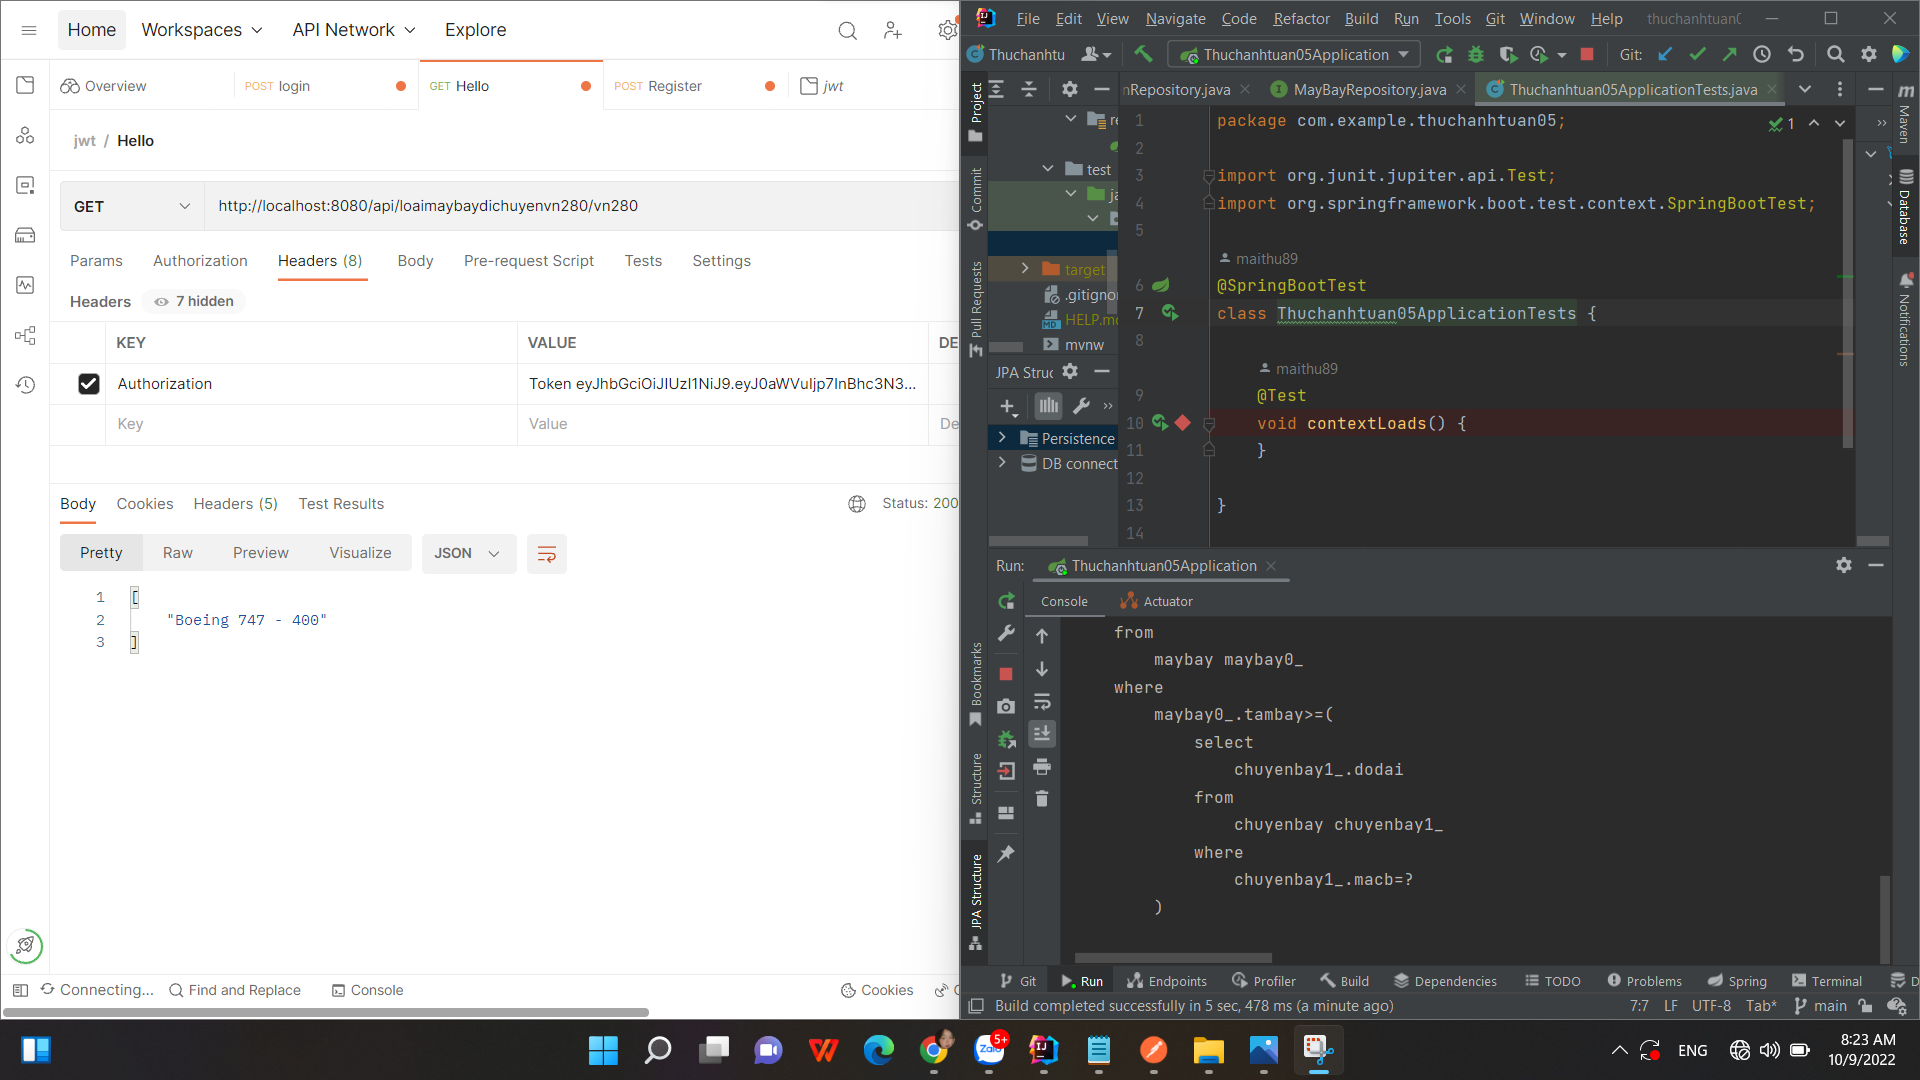 Home
Workspaces
API Network
Explore
Overview
POST login
GET Hello
POST Register
jwt
jwt / Hello
GET
http://localhost:8080/api/loaimaybaydichuyenvn280/vn280
Params
Authorization
Headers (8)
Body
Pre-request Script
Tests
Settings
Headers
7 hidden
KEY
VALUE
DE
Authorization
Token eyJhbGciOiJIUzI1NiJ9.eyJ0aWVuIjp7InBhc3N3...
Key
Value
De
Body
Cookies
Headers (5)
Test Results
Status: 200
Pretty
Raw
Preview
Visualize
JSON
1 [
2 "Boeing 747 - 400"
3 ]
Connecting...
Find and Replace
Console
Cookies
File Edit View Navigate Code Refactor Build Run Tools Git Window Help
Thuchanhtu
Thuchanhtuan05Application
Git:
Project
Commit
Pull Requests
Bookmarks
Structure
JPA Structure
test
target
.gitigno
HELP.m
mvnw
JPA Struc
Persistence
DB connect
nRepository.java
MayBayRepository.java
Thuchanhtuan05ApplicationTests.java
1
1 package com.example.thuchanhtuan05;
2
3 import org.junit.jupiter.api.Test;
4 import org.springframework.boot.test.context.SpringBootTest;
5
maithu89
6 @SpringBootTest
7 class Thuchanhtuan05ApplicationTests {
8
maithu89
9 @Test
10 void contextLoads() {
11 }
12
13 }
14
Maven
Database
Notifications
Run:
Thuchanhtuan05Application
Console
Actuator
from
maybay maybay0_
where
maybay0_.tambay>=(
select
chuyenbay1_.dodai
from
chuyenbay chuyenbay1_
where
chuyenbay1_.macb=?
)
Git
Run
Endpoints
Profiler
Build
Dependencies
TODO
Problems
Spring
Terminal
D
Build completed successfully in 5 sec, 478 ms (a minute ago)
7:7
LF
UTF-8
Tab*
main
Zalo
5+
ENG
8:23 AM
10/9/2022